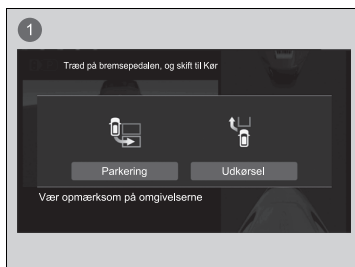 1
Træd på bremsepedalen, og skift til Kør
Parkering Udkørsel
Vær opmærksom på omgivelserne